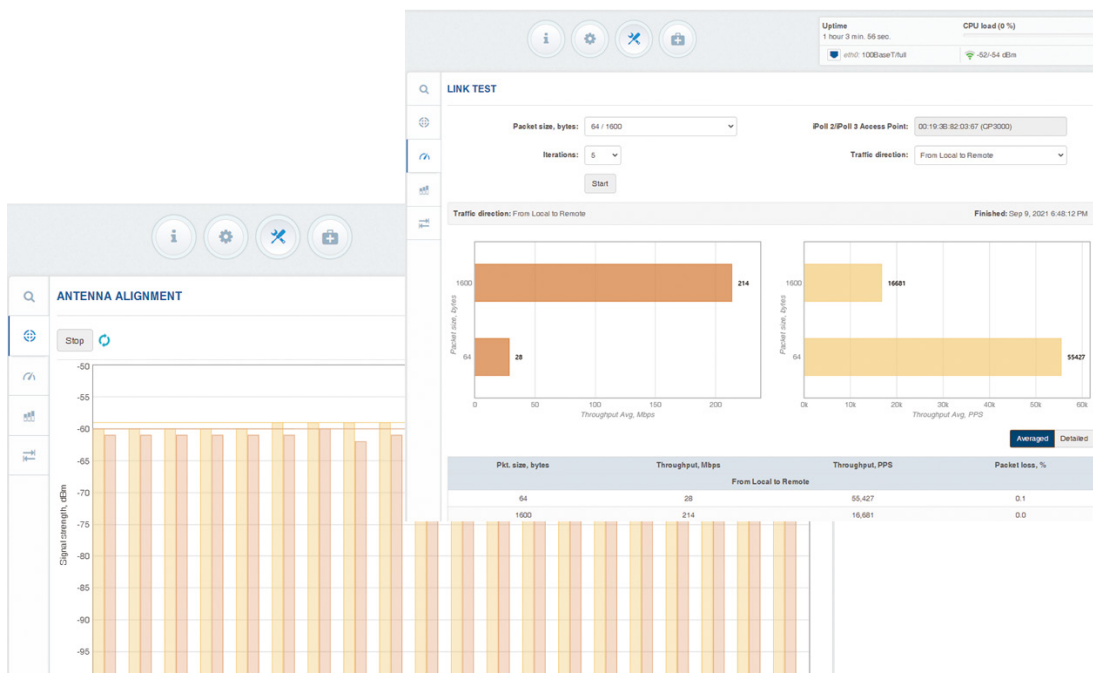 Uptime
1 hour 3 min. 56 sec.
CPU load (0 %)
eth0: 100BaseT/full
-52/-54 dBm
LINK TEST
Packet size, bytes: 64 / 1600
iPoll 2/iPoll 3 Access Point: 00:19:3B:82:03:67 (CP3000)
Iterations: 5
Traffic direction: From Local to Remote
Start
Traffic direction: From Local to Remote
Finished: Sep 9, 2021 6:48:12 PM
1600
214
64
28
Packet size, bytes
0 50 100 150 200
Throughput Avg, Mbps
1600
16681
64
55427
Packet size, bytes
0k 10k 20k 30k 40k 50k 60k
Throughput Avg, PPS
Averaged Detailed
Pkt. size, bytes Throughput, Mbps Throughput, PPS Packet loss, %
From Local to Remote
64 28 55,427 0.1
1600 214 16,681 0.0
ANTENNA ALIGNMENT
Stop
-50
-55
-60
-65
-70
-75
-80
-85
-90
-95
Signal strength, dBm